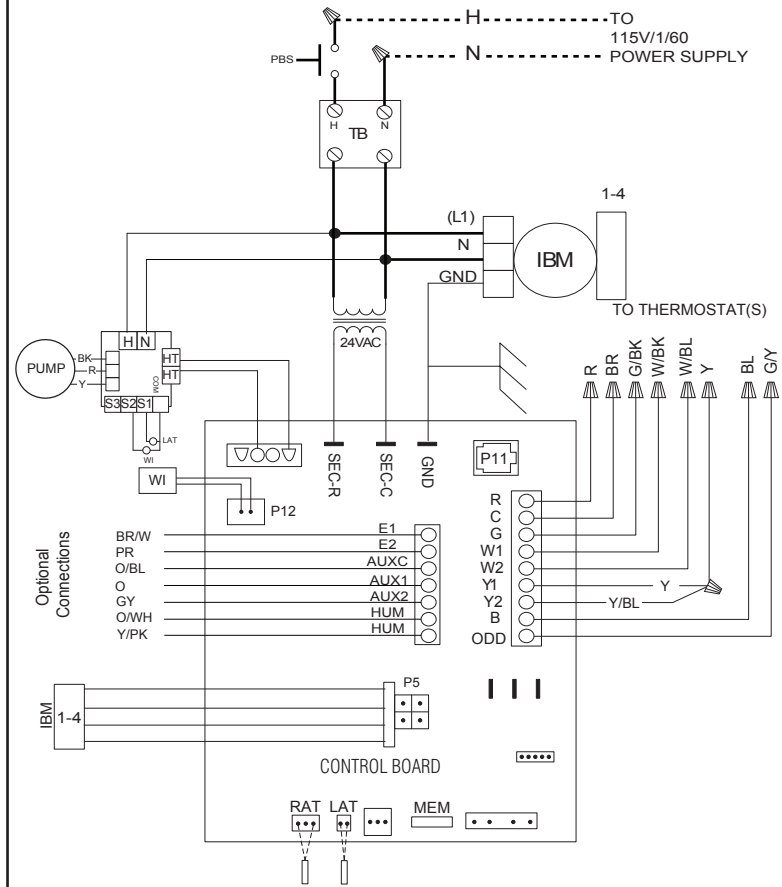 H TO
115V/1/60
N POWER SUPPLY
PBS
H N
TB
1-4
(L1)
N
GND
IBM
TO THERMOSTAT(S)
24VAC
H N
PUMP
BK
R
Y
HT
HT
COM
S3 S2 S1
LAT
WI
R BR G/BK W/BK W/BL Y BL G/Y
SEC-R SEC-C GND
P11
WI
P12
Optional
Connections
BR/W E1
PR E2
O/BL AUXC
O AUX1
GY AUX2
O/WH HUM
Y/PK HUM
R
C
G
W1
W2
Y1 Y
Y2 Y/BL
B
ODD
IBM 1-4
P5
CONTROL BOARD
RAT LAT MEM